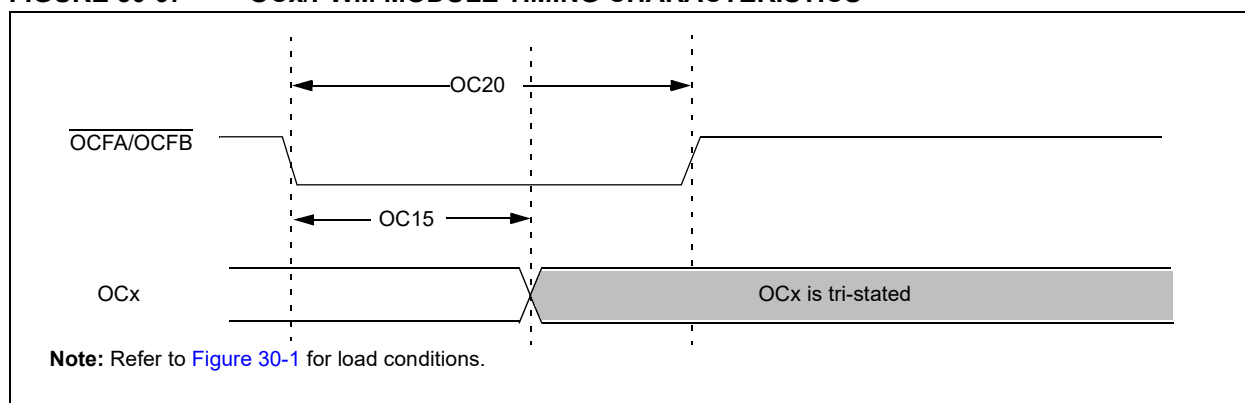 OC20
OCFA/OCFB
OC15
OCx
OCx is tri-stated
Note: Refer to Figure 30-1 for load conditions.